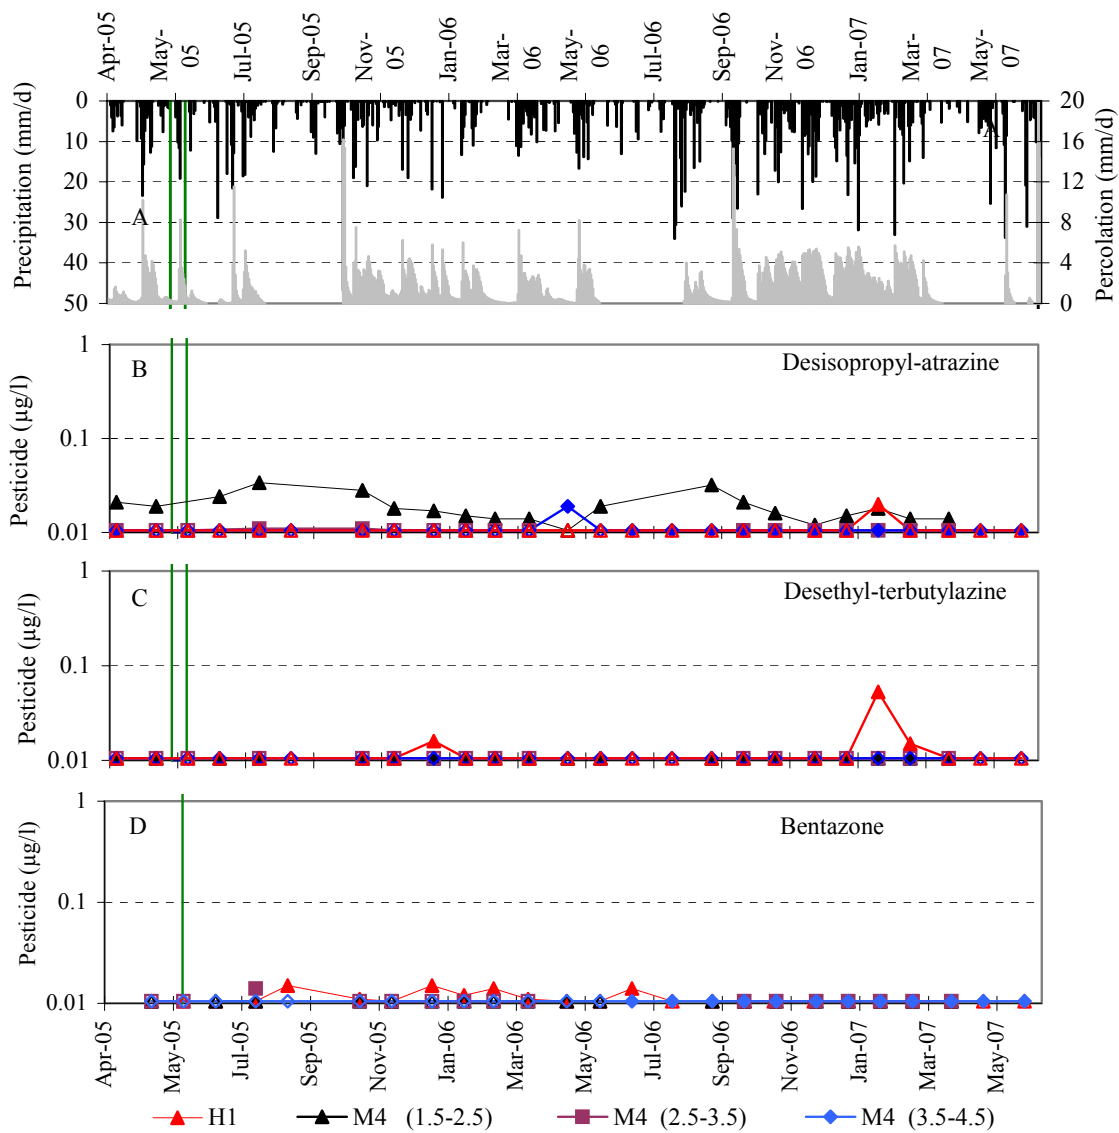 Apr-05 May-05 Jul-05 Sep-05 Nov-05 Jan-06 Mar-06 May-06 Jul-06 Sep-06 Nov-06 Jan-07 Mar-07 May-07
Precipitation (mm/d)
0
10
20
30
40
50
A
A
20
16
12
8
4
0
Percolation (mm/d)
Pesticide (µg/l)
1
0.1
0.01
B
Desisopropyl-atrazine
Pesticide (µg/l)
1
0.1
0.01
C
Desethyl-terbutylazine
Pesticide (µg/l)
1
0.1
0.01
D
Bentazone
Apr-05 May-05 Jul-05 Sep-05 Nov-05 Jan-06 Mar-06 May-06 Jul-06 Sep-06 Nov-06 Jan-07 Mar-07 May-07
H1 M4 (1.5-2.5) M4 (2.5-3.5) M4 (3.5-4.5)